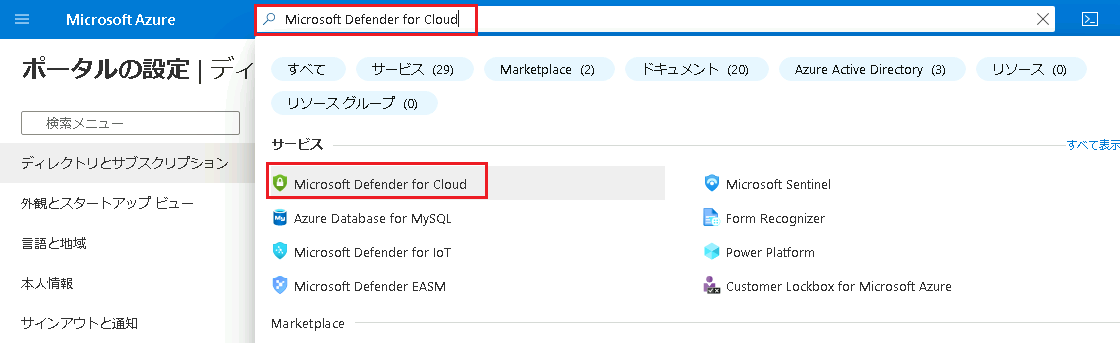 Microsoft Azure
Microsoft Defender for Cloud
ポータルの設定 | ディ
検索メニュー
ディレクトリとサブスクリプション
外観とスタートアップ ビュー
言語と地域
本人情報
サインアウトと通知
すべて
サービス (29)
Marketplace (2)
ドキュメント (20)
Azure Active Directory (3)
リソース (0)
リソース グループ (0)
サービス
すべて表示
Microsoft Defender for Cloud
Azure Database for MySQL
Microsoft Defender for IoT
Microsoft Defender EASM
Microsoft Sentinel
Form Recognizer
Power Platform
Customer Lockbox for Microsoft Azure
Marketplace